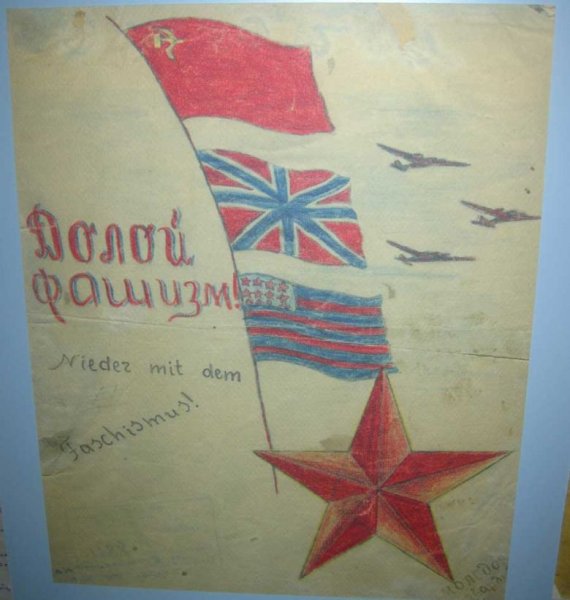 Долой
фашизм!
Nieder mit dem
Faschismus!